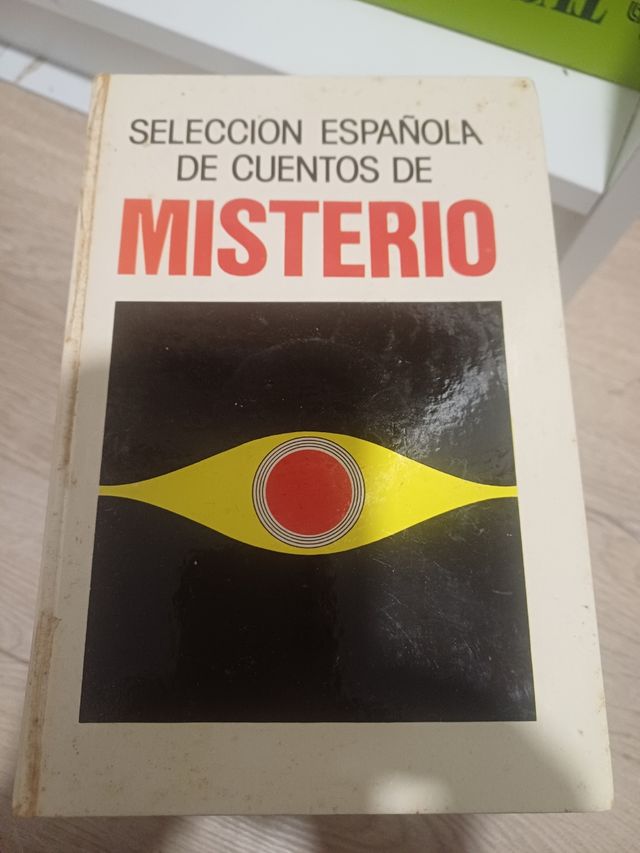 SELECCION ESPAÑOLA
DE CUENTOS DE
MISTERIO